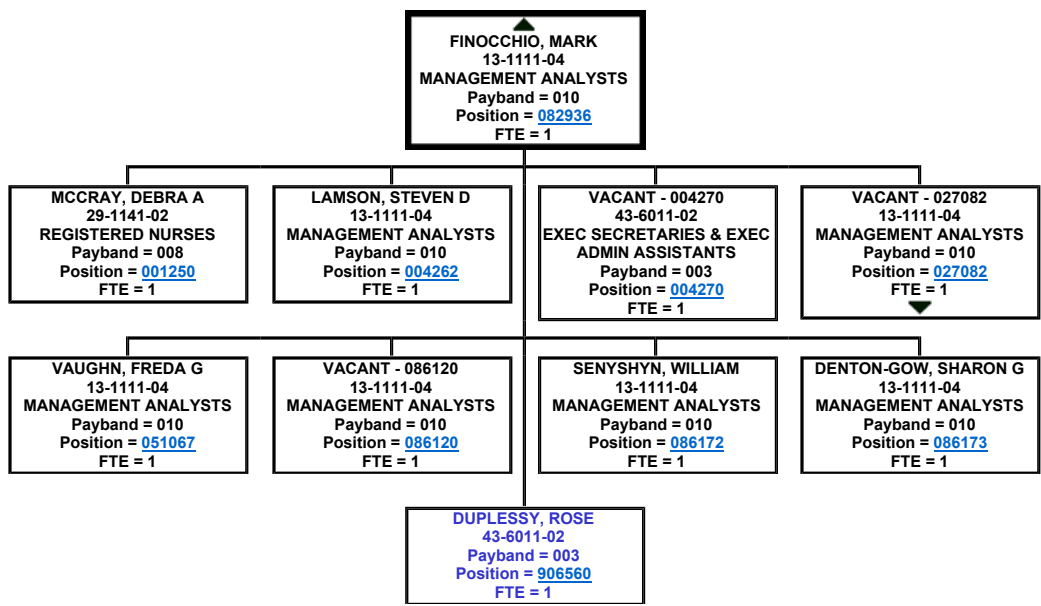 FINOCCHIO, MARK
13-1111-04
MANAGEMENT ANALYSTS
Payband = 010
Position = 082936
FTE = 1
MCCRAY, DEBRA A
29-1141-02
REGISTERED NURSES
Payband = 008
Position = 001250
FTE = 1
LAMSON, STEVEN D
13-1111-04
MANAGEMENT ANALYSTS
Payband = 010
Position = 004262
FTE = 1
VACANT - 004270
43-6011-02
EXEC SECRETARIES & EXEC
ADMIN ASSISTANTS
Payband = 003
Position = 004270
FTE = 1
VACANT - 027082
13-1111-04
MANAGEMENT ANALYSTS
Payband = 010
Position = 027082
FTE = 1
VAUGHN, FREDA G
13-1111-04
MANAGEMENT ANALYSTS
Payband = 010
Position = 051067
FTE = 1
VACANT - 086120
13-1111-04
MANAGEMENT ANALYSTS
Payband = 010
Position = 086120
FTE = 1
SENYSHYN, WILLIAM
13-1111-04
MANAGEMENT ANALYSTS
Payband = 010
Position = 086172
FTE = 1
DENTON-GOW, SHARON G
13-1111-04
MANAGEMENT ANALYSTS
Payband = 010
Position = 086173
FTE = 1
DUPLESSY, ROSE
43-6011-02
Payband = 003
Position = 906560
FTE = 1